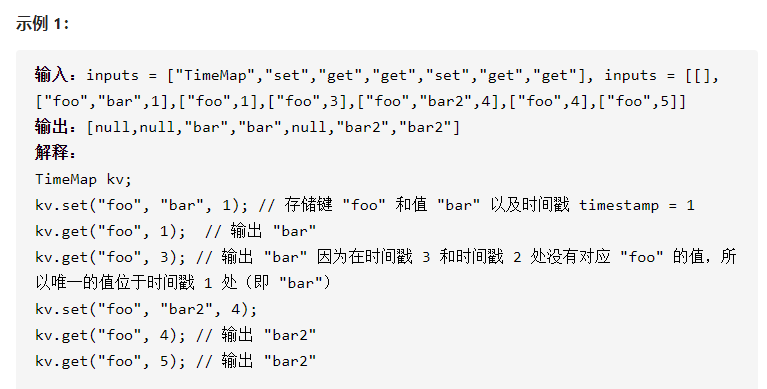 示例 1：
输入：inputs = ["TimeMap","set","get","get","set","get","get"], inputs = [[],
["foo","bar",1],["foo",1],["foo",3],["foo","bar2",4],["foo",4],["foo",5]]
输出：[null,null,"bar","bar",null,"bar2","bar2"]
解释：
TimeMap kv;
kv.set("foo", "bar", 1); // 存储键 "foo" 和值 "bar" 以及时间戳 timestamp = 1
kv.get("foo", 1);  // 输出 "bar"
kv.get("foo", 3); // 输出 "bar" 因为在时间戳 3 和时间戳 2 处没有对应 "foo" 的值，所
以唯一的值位于时间戳 1 处（即 "bar"）
kv.set("foo", "bar2", 4);
kv.get("foo", 4); // 输出 "bar2"
kv.get("foo", 5); // 输出 "bar2"